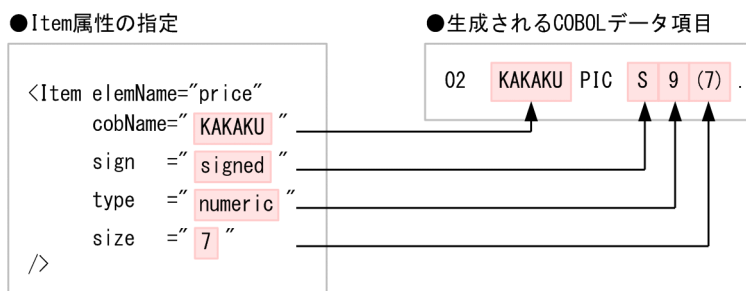 ●Item属性の指定
<Item elemName="price"
cobName="KAKAKU"
sign ="signed"
type ="numeric"
size ="7"
/>
●生成されるCOBOLデータ項目
02 KAKAKU PIC S 9 (7) .